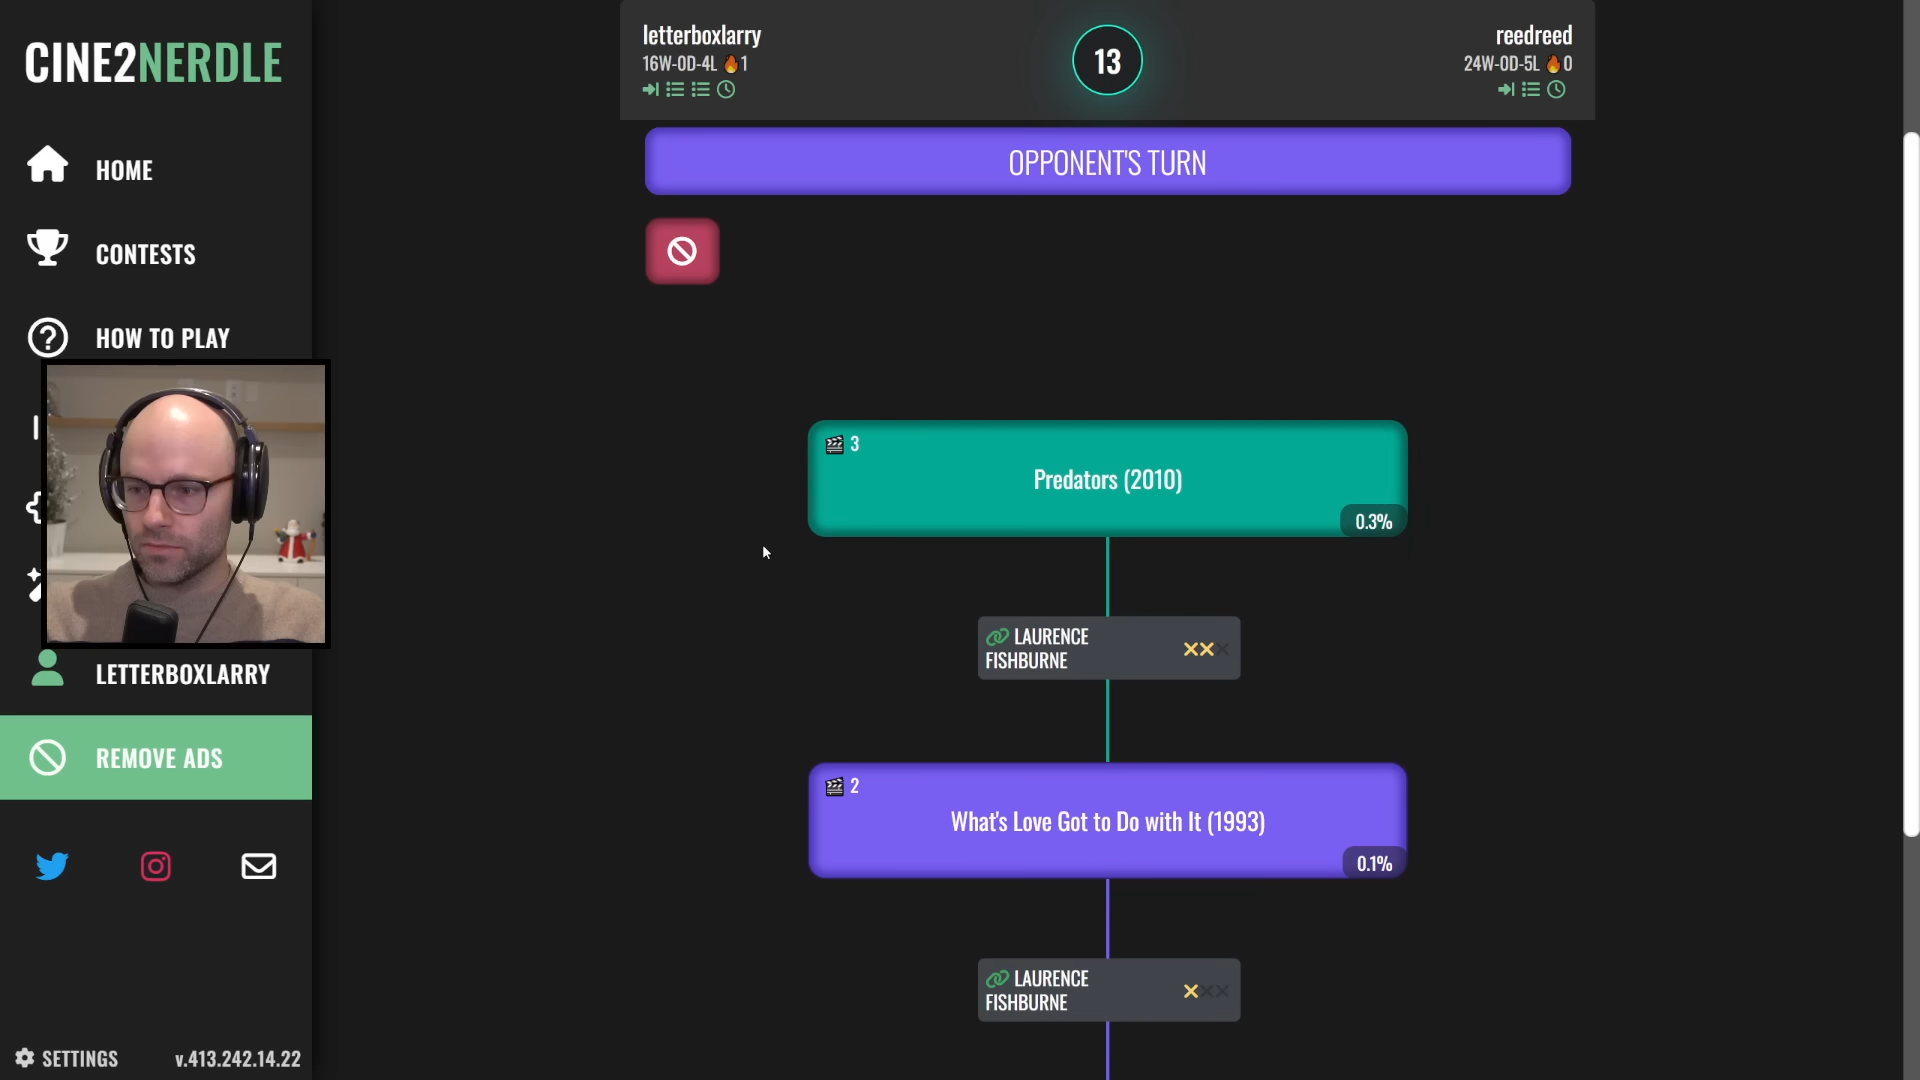 CINE2NERDLE
HOME
CONTESTS
HOW TO PLAY
LETTERBOXLARRY
REMOVE ADS
SETTINGS
v.413.242.14.22
letterboxlarry
16W-0D-4L 🔥1
13
reedreed
24W-0D-5L 🔥0
OPPONENT'S TURN
3
Predators (2010)
0.3%
LAURENCE
FISHBURNE
2
What's Love Got to Do with It (1993)
0.1%
LAURENCE
FISHBURNE